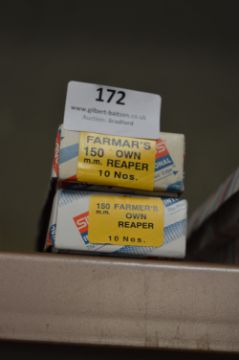 172
www.gilbert-baitson.co.uk
Auction. Bradford
FARMAR'S
150 OWN
m.m. REAPER
10 Nos.
150 FARMER'S
m.m. OWN
REAPER
10 Nos.